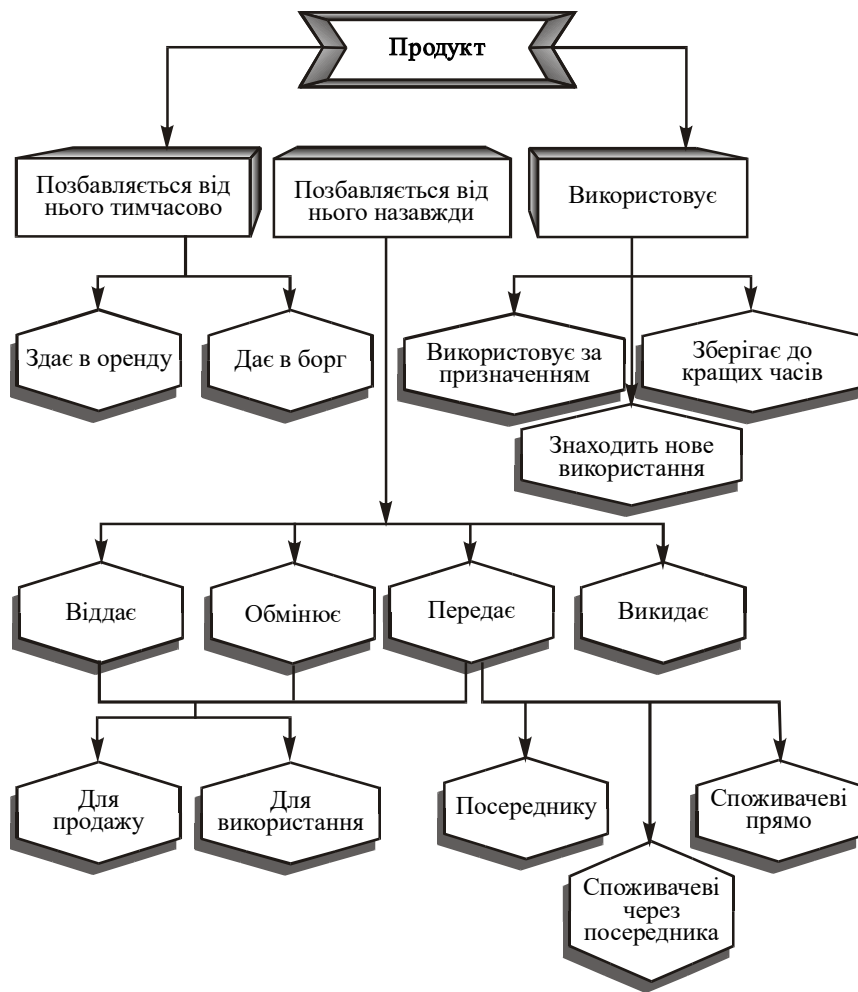 Продукт
Позбавляється від
нього тимчасово
Позбавляється від
нього назавжди
Використовує
Здає в оренду
Дає в борг
Використовує за
призначенням
Зберігає до
кращих часів
Знаходить нове
використання
Віддає
Обмінює
Передає
Викидає
Для
продажу
Для
використання
Посереднику
Споживачеві
прямо
Споживачеві
через
посередника